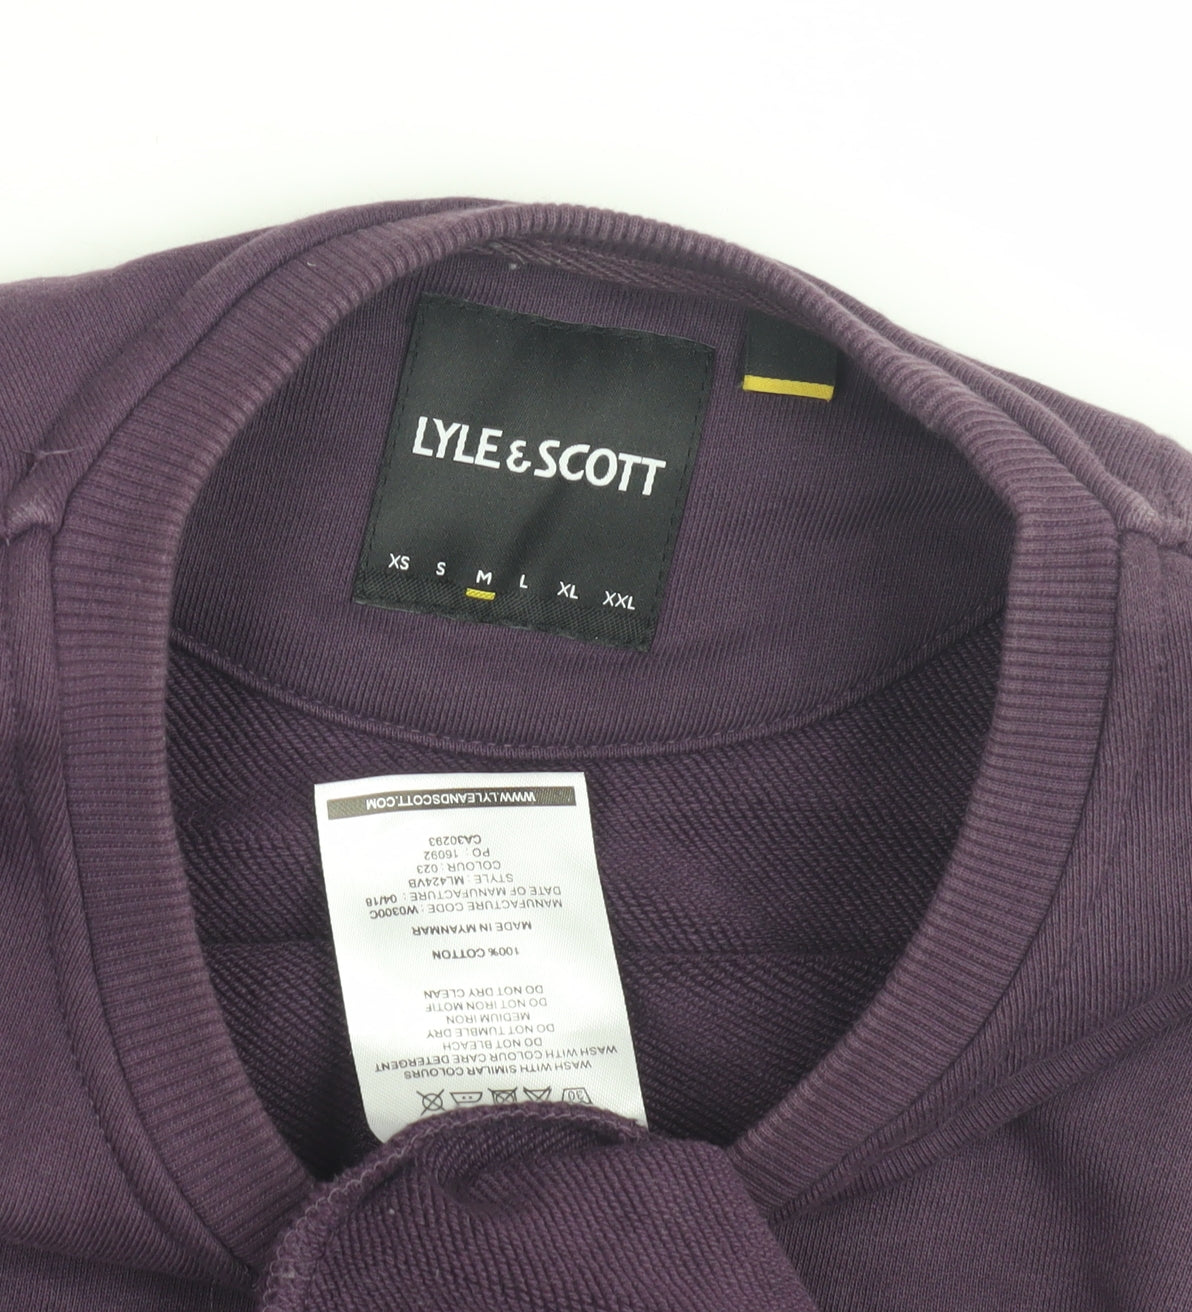 LYLE & SCOTT
XS S M L XL XXL
WWW.LYLEANDSCOTT.COM
CA30293
PO : 16092
COLOUR : 023
STYLE : ML424VB
DATE OF MANUFACTURE : 04/18
MANUFACTURE CODE : W0300C
MADE IN MYANMAR
100% COTTON
DO NOT DRY CLEAN
DO NOT IRON MOTIF
MEDIUM IRON
DO NOT TUMBLE DRY
DO NOT BLEACH
WASH WITH COLOUR CARE DETERGENT
WASH WITH SIMILAR COLOURS
30